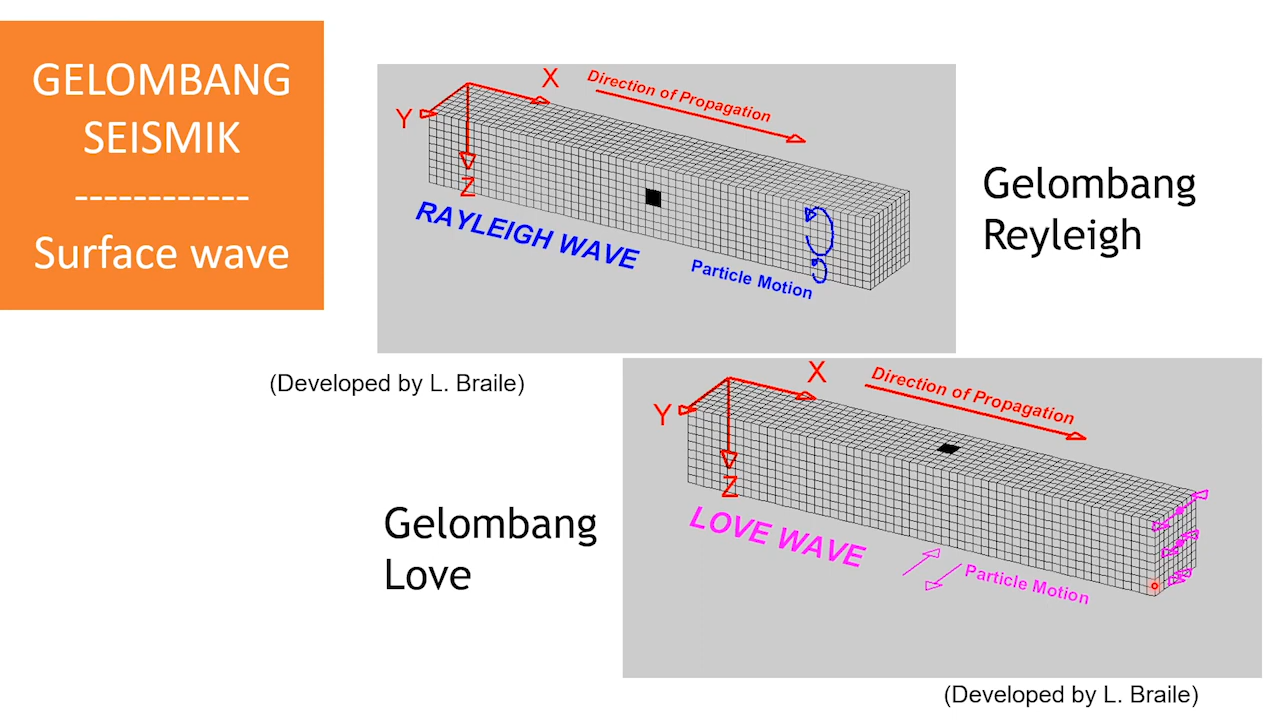 GELOMBANG
SEISMIK
------------
Surface wave
X
Direction of Propagation
Y
Z
RAYLEIGH WAVE
Particle Motion
Gelombang
Reyleigh
(Developed by L. Braile)
X
Direction of Propagation
Y
Z
LOVE WAVE
Particle Motion
Gelombang
Love
(Developed by L. Braile)